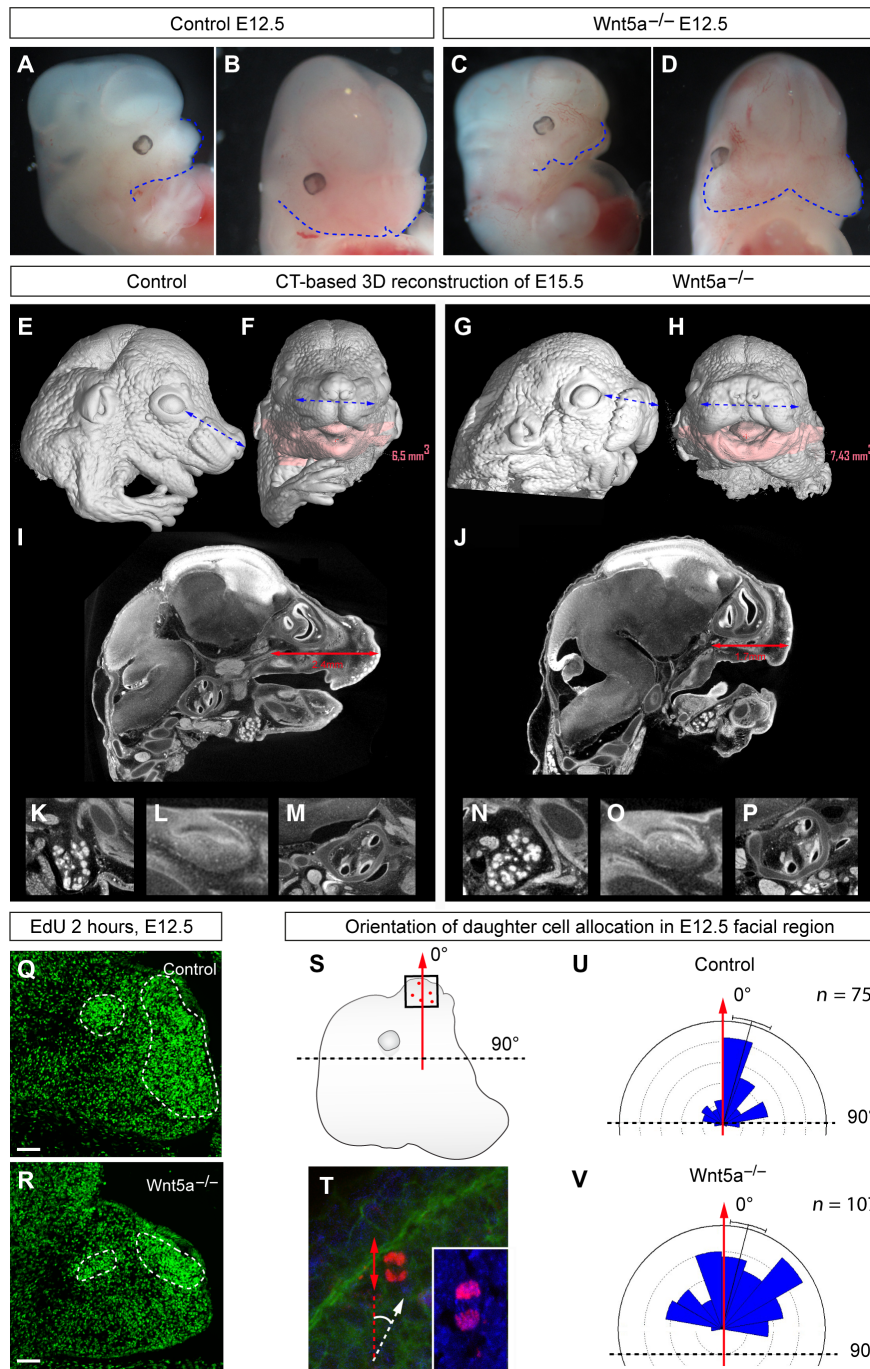 Control E12.5
Wnt5a−/− E12.5
A
B
C
D
Control CT-based 3D reconstruction of E15.5 Wnt5a−/−
E
F
G
H
6,5 mm3
7,43 mm
I
J
K
L
M
N
O
P
EdU 2 hours, E12.5
Orientation of daughter cell allocation in E12.5 facial region
Q
Control
R
Wnt5a−/−
S
0°
90°
T
U
Control
0°
n = 75
90°
V
Wnt5a−/−
0°
n = 107
90